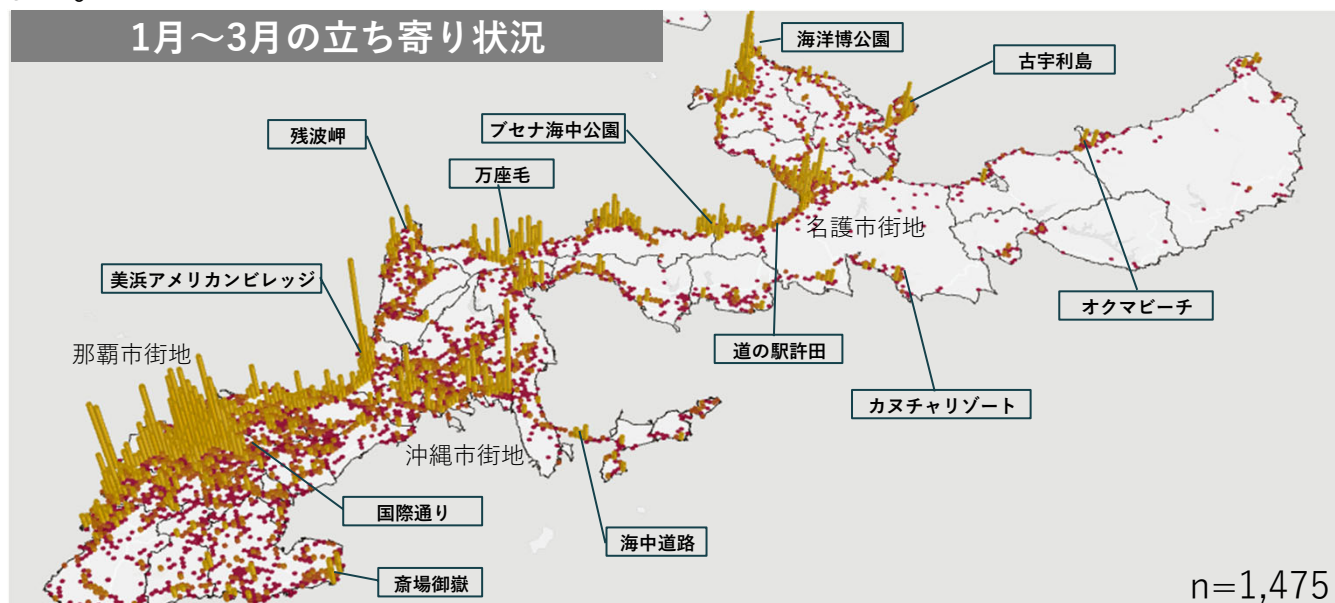 1月～3月の立ち寄り状況
海洋博公園
古宇利島
残波岬
ブセナ海中公園
万座毛
名護市街地
美浜アメリカンビレッジ
オクマビーチ
那覇市街地
道の駅許田
カヌチャリゾート
沖縄市街地
国際通り
海中道路
斎場御嶽
n=1,475